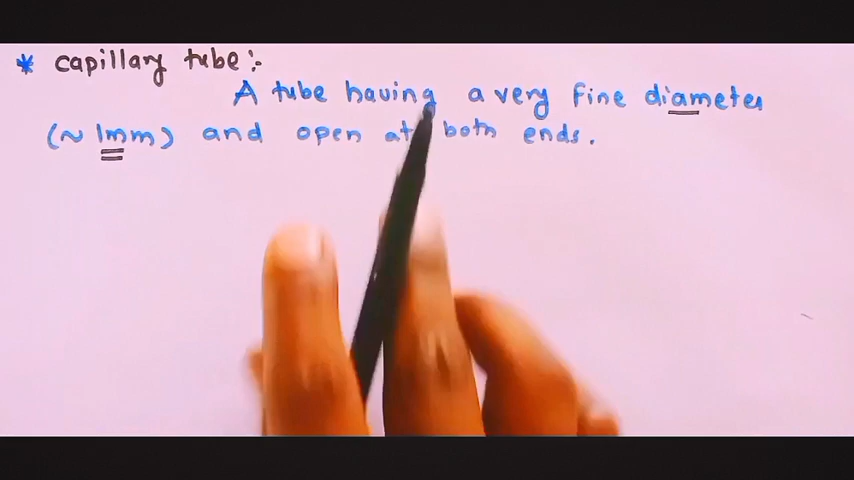 * capillary tube :-
A tube having a very fine diameter
(~ 1mm) and open at both ends.